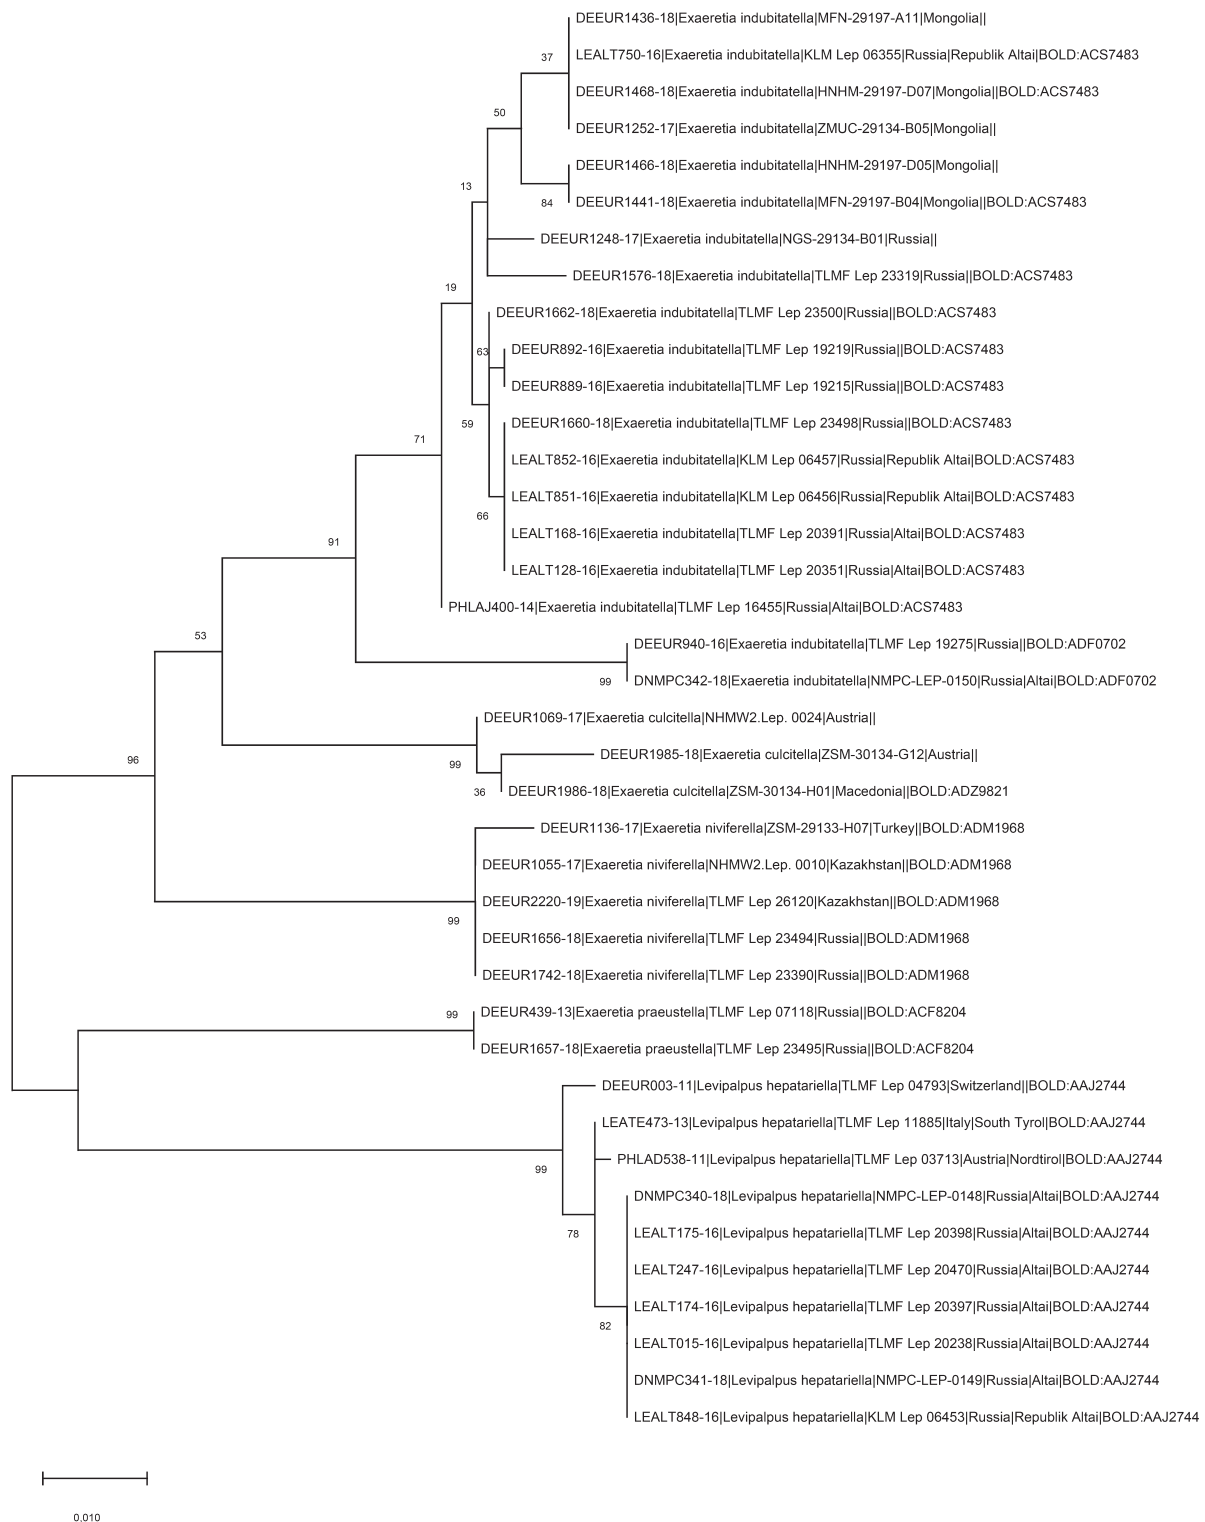 DEEUR1436-18|Exaeretia indubitatella|MFN-29197-A11|Mongolia||
37
LEALT750-16|Exaeretia indubitatella|KLM Lep 06355|Russia|Republik Altai|BOLD:ACS7483
DEEUR1468-18|Exaeretia indubitatella|HNHM-29197-D07|Mongolia||BOLD:ACS7483
50
DEEUR1252-17|Exaeretia indubitatella|ZMUC-29134-B05|Mongolia||
DEEUR1466-18|Exaeretia indubitatella|HNHM-29197-D05|Mongolia||
13
84
DEEUR1441-18|Exaeretia indubitatella|MFN-29197-B04|Mongolia||BOLD:ACS7483
DEEUR1248-17|Exaeretia indubitatella|NGS-29134-B01|Russia||
DEEUR1576-18|Exaeretia indubitatella|TLMF Lep 23319|Russia||BOLD:ACS7483
19
DEEUR1662-18|Exaeretia indubitatella|TLMF Lep 23500|Russia||BOLD:ACS7483
63
DEEUR892-16|Exaeretia indubitatella|TLMF Lep 19219|Russia||BOLD:ACS7483
DEEUR889-16|Exaeretia indubitatella|TLMF Lep 19215|Russia||BOLD:ACS7483
59
DEEUR1660-18|Exaeretia indubitatella|TLMF Lep 23498|Russia||BOLD:ACS7483
71
LEALT852-16|Exaeretia indubitatella|KLM Lep 06457|Russia|Republik Altai|BOLD:ACS7483
LEALT851-16|Exaeretia indubitatella|KLM Lep 06456|Russia|Republik Altai|BOLD:ACS7483
66
LEALT168-16|Exaeretia indubitatella|TLMF Lep 20391|Russia|Altai|BOLD:ACS7483
91
LEALT128-16|Exaeretia indubitatella|TLMF Lep 20351|Russia|Altai|BOLD:ACS7483
PHLAJ400-14|Exaeretia indubitatella|TLMF Lep 16455|Russia|Altai|BOLD:ACS7483
53
DEEUR940-16|Exaeretia indubitatella|TLMF Lep 19275|Russia||BOLD:ADF0702
99
DNMPC342-18|Exaeretia indubitatella|NMPC-LEP-0150|Russia|Altai|BOLD:ADF0702
DEEUR1069-17|Exaeretia culcitella|NHMW2.Lep. 0024|Austria||
96
99
DEEUR1985-18|Exaeretia culcitella|ZSM-30134-G12|Austria||
36
DEEUR1986-18|Exaeretia culcitella|ZSM-30134-H01|Macedonia||BOLD:ADZ9821
DEEUR1136-17|Exaeretia niviferella|ZSM-29133-H07|Turkey||BOLD:ADM1968
DEEUR1055-17|Exaeretia niviferella|NHMW2.Lep. 0010|Kazakhstan||BOLD:ADM1968
DEEUR2220-19|Exaeretia niviferella|TLMF Lep 26120|Kazakhstan||BOLD:ADM1968
99
DEEUR1656-18|Exaeretia niviferella|TLMF Lep 23494|Russia||BOLD:ADM1968
DEEUR1742-18|Exaeretia niviferella|TLMF Lep 23390|Russia||BOLD:ADM1968
99
DEEUR439-13|Exaeretia praeustella|TLMF Lep 07118|Russia||BOLD:ACF8204
DEEUR1657-18|Exaeretia praeustella|TLMF Lep 23495|Russia||BOLD:ACF8204
DEEUR003-11|Levipalpus hepatariella|TLMF Lep 04793|Switzerland||BOLD:AAJ2744
LEATE473-13|Levipalpus hepatariella|TLMF Lep 11885|Italy|South Tyrol|BOLD:AAJ2744
99
PHLAD538-11|Levipalpus hepatariella|TLMF Lep 03713|Austria|Nordtirol|BOLD:AAJ2744
DNMPC340-18|Levipalpus hepatariella|NMPC-LEP-0148|Russia|Altai|BOLD:AAJ2744
78
LEALT175-16|Levipalpus hepatariella|TLMF Lep 20398|Russia|Altai|BOLD:AAJ2744
LEALT247-16|Levipalpus hepatariella|TLMF Lep 20470|Russia|Altai|BOLD:AAJ2744
LEALT174-16|Levipalpus hepatariella|TLMF Lep 20397|Russia|Altai|BOLD:AAJ2744
82
LEALT015-16|Levipalpus hepatariella|TLMF Lep 20238|Russia|Altai|BOLD:AAJ2744
DNMPC341-18|Levipalpus hepatariella|NMPC-LEP-0149|Russia|Altai|BOLD:AAJ2744
LEALT848-16|Levipalpus hepatariella|KLM Lep 06453|Russia|Republik Altai|BOLD:AAJ2744
0.010